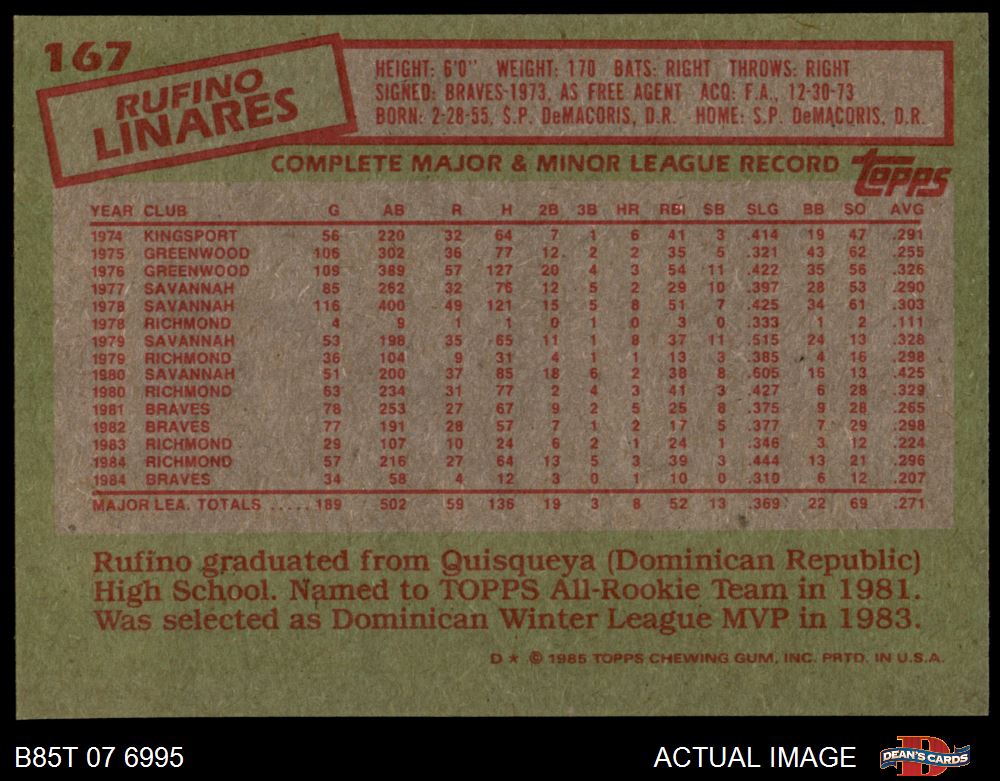 167
RUFINO
LINARES
HEIGHT: 6'0" WEIGHT: 170 BATS: RIGHT THROWS: RIGHT
SIGNED: BRAVES-1973, AS FREE AGENT ACQ: F.A., 12-30-73
BORN: 2-28-55, S.P. DeMACORIS, D.R. HOME: S.P. DeMACORIS, D.R.
COMPLETE MAJOR & MINOR LEAGUE RECORD
TOPPS
YEAR CLUB G AB R H 2B 3B HR RBI SB SLG BB SO AVG
1974 KINGSPORT 56 220 32 64 7 1 6 41 3 .414 19 47 .291
1975 GREENWOOD 106 302 36 77 12 2 2 35 5 .321 43 62 .255
1976 GREENWOOD 109 389 57 127 20 4 3 54 11 .422 35 56 .326
1977 SAVANNAH 85 262 32 76 12 5 2 29 10 .397 28 53 .290
1978 SAVANNAH 116 400 49 121 15 5 8 51 7 .425 34 61 .303
1978 RICHMOND 4 9 1 1 0 1 0 3 0 .333 1 2 .111
1979 SAVANNAH 53 198 35 65 11 1 8 37 11 .515 24 13 .328
1979 RICHMOND 36 104 9 31 4 1 1 13 3 .385 4 16 .298
1980 SAVANNAH 51 200 37 85 18 6 2 38 8 .605 16 13 .425
1980 RICHMOND 63 234 31 77 2 4 3 41 3 .427 6 28 .329
1981 BRAVES 78 253 27 67 9 2 5 25 8 .375 9 28 .265
1982 BRAVES 77 191 28 57 7 1 2 17 5 .377 7 29 .298
1983 RICHMOND 29 107 10 24 6 2 1 24 1 .346 3 12 .224
1984 RICHMOND 57 216 27 64 13 5 3 39 3 .444 13 21 .296
1984 BRAVES 34 58 4 12 3 0 1 10 0 .310 6 12 .207
MAJOR LEA. TOTALS ..... 189 502 59 136 19 3 8 52 13 .369 22 69 .271
Rufino graduated from Quisqueya (Dominican Republic)
High School. Named to TOPPS All-Rookie Team in 1981.
Was selected as Dominican Winter League MVP in 1983.
D * © 1985 TOPPS CHEWING GUM, INC. PRTD. IN U.S.A.
B85T 07 6995 ACTUAL IMAGE DEAN'S CARDS